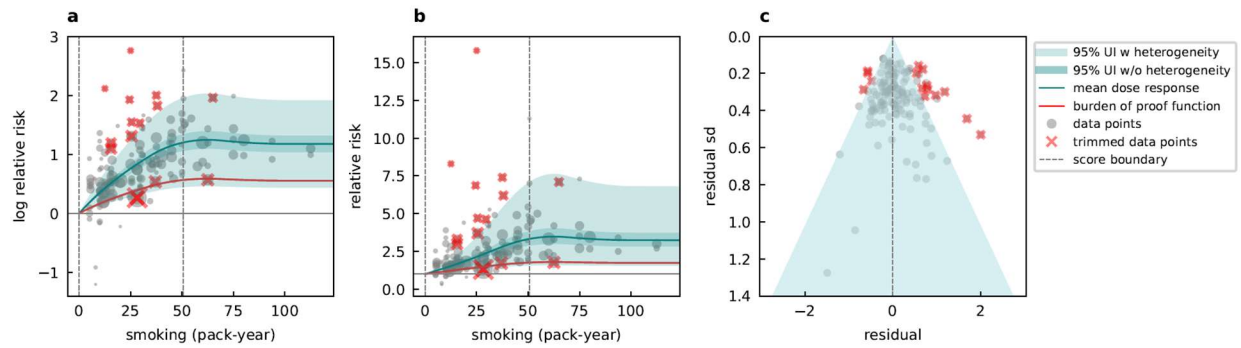 a
3
2
1
0
−1
log relative risk
0
25
50
75
100
smoking (pack-year)
b
15.0
12.5
10.0
7.5
5.0
2.5
0.0
relative risk
0
25
50
75
100
smoking (pack-year)
c
0.0
0.2
0.4
0.6
0.8
1.0
1.2
1.4
residual sd
−2
0
2
residual
95% UI w heterogeneity
95% UI w/o heterogeneity
mean dose response
burden of proof function
data points
trimmed data points
score boundary